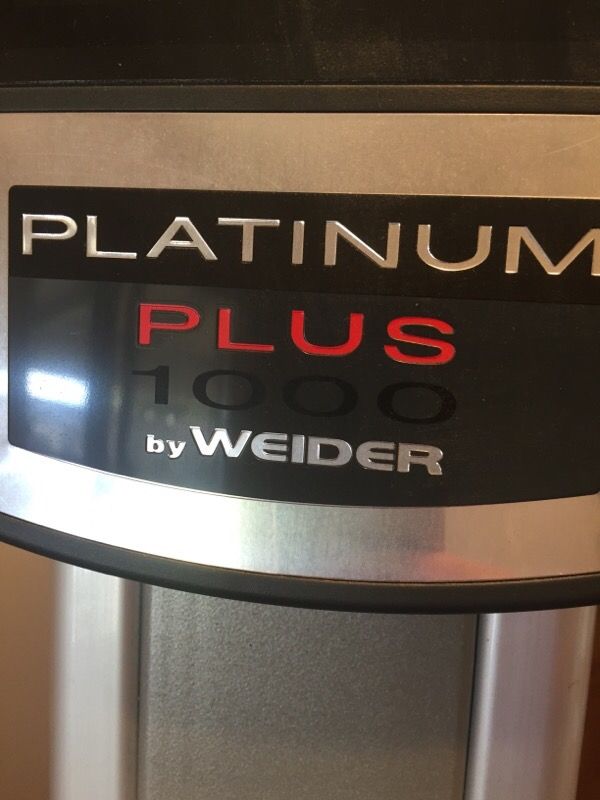 PLATINUM
PLUS
1000
by WEIDER